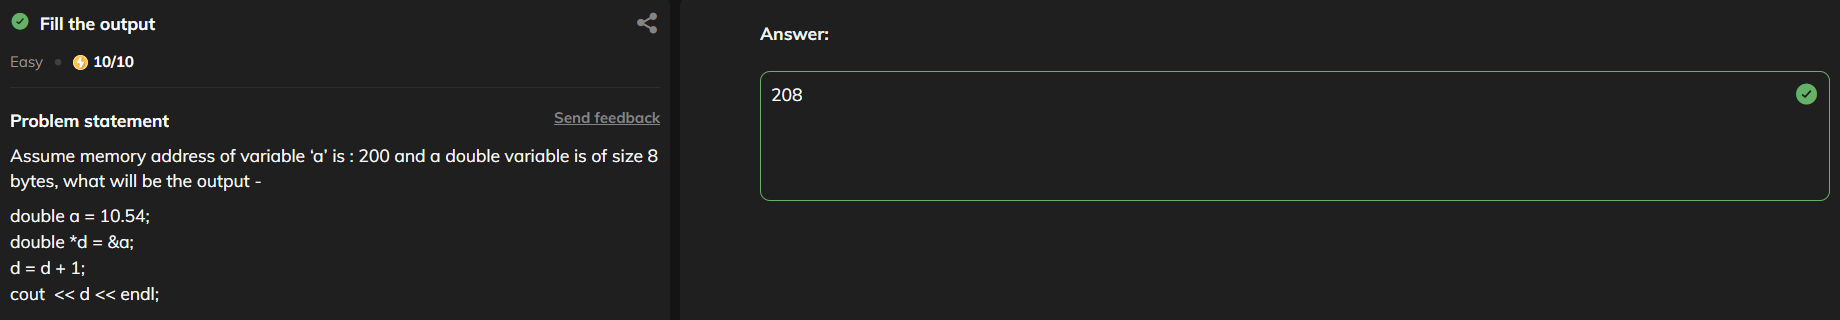 Fill the output
Easy • 10/10
Problem statement
Send feedback
Assume memory address of variable ‘a’ is : 200 and a double variable is of size 8
bytes, what will be the output -
double a = 10.54;
double *d = &a;
d = d + 1;
cout  << d << endl;
Answer:
208